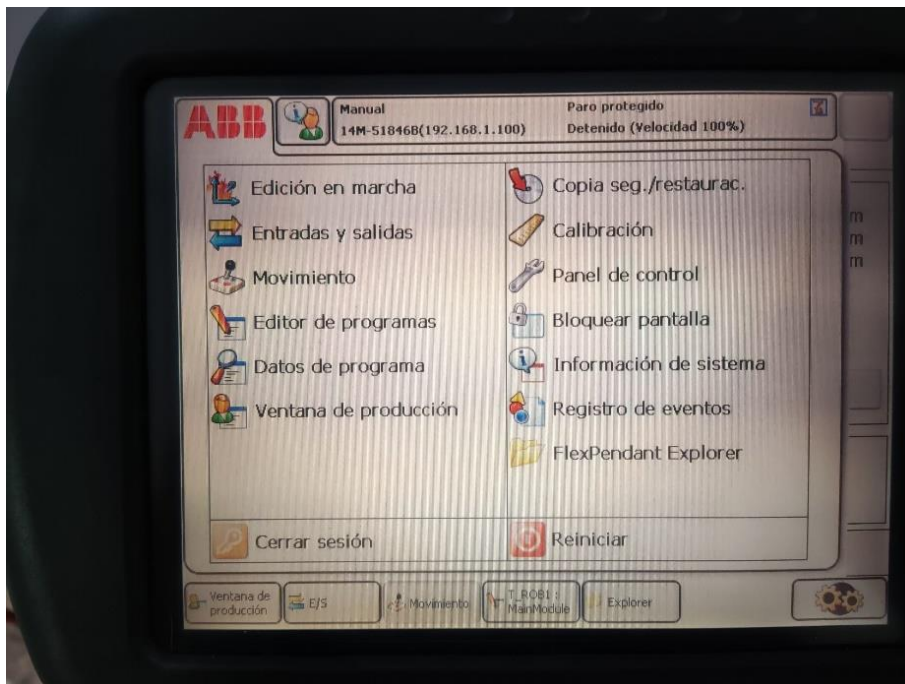 ABB
Manual
Paro protegido
14M-51846B(192.168.1.100)
Detenido (Velocidad 100%)
Edición en marcha
Entradas y salidas
Movimiento
Editor de programas
Datos de programa
Ventana de producción
Cerrar sesión
Copia seg./restaurac.
Calibración
Panel de control
Bloquear pantalla
Información de sistema
Registro de eventos
FlexPendant Explorer
Reiniciar
m
m
m
Ventana de
producción
E/S
Movimiento
T_ROB1 :
MainModule
Explorer